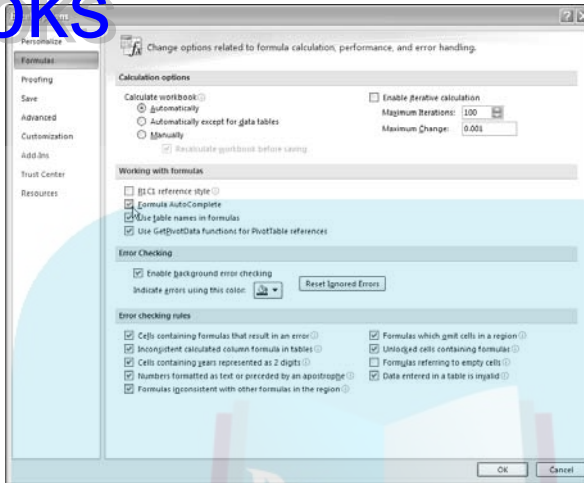 OKS
Personalize
Formulas
Proofing
Save
Advanced
Customization
Add-Ins
Trust Center
Resources
Change options related to formula calculation, performance, and error handling.
Calculation options
Calculate workbook
Automatically
Automatically except for data tables
Manually
Recalculate workbook before saving
Enable iterative calculation
Maximum Iterations: 100
Maximum Change: 0.001
Working with formulas
R1C1 reference style
Formula AutoComplete
Use table names in formulas
Use GetPivotData functions for PivotTable references
Error Checking
Enable background error checking
Indicate errors using this color:
Reset Ignored Errors
Error checking rules
Cells containing formulas that result in an error
Inconsistent calculated column formula in tables
Cells containing years represented as 2 digits
Numbers formatted as text or preceded by an apostrophe
Formulas inconsistent with other formulas in the region
Formulas which omit cells in a region
Unlocked cells containing formulas
Formulas referring to empty cells
Data entered in a table is invalid
OK
Cancel